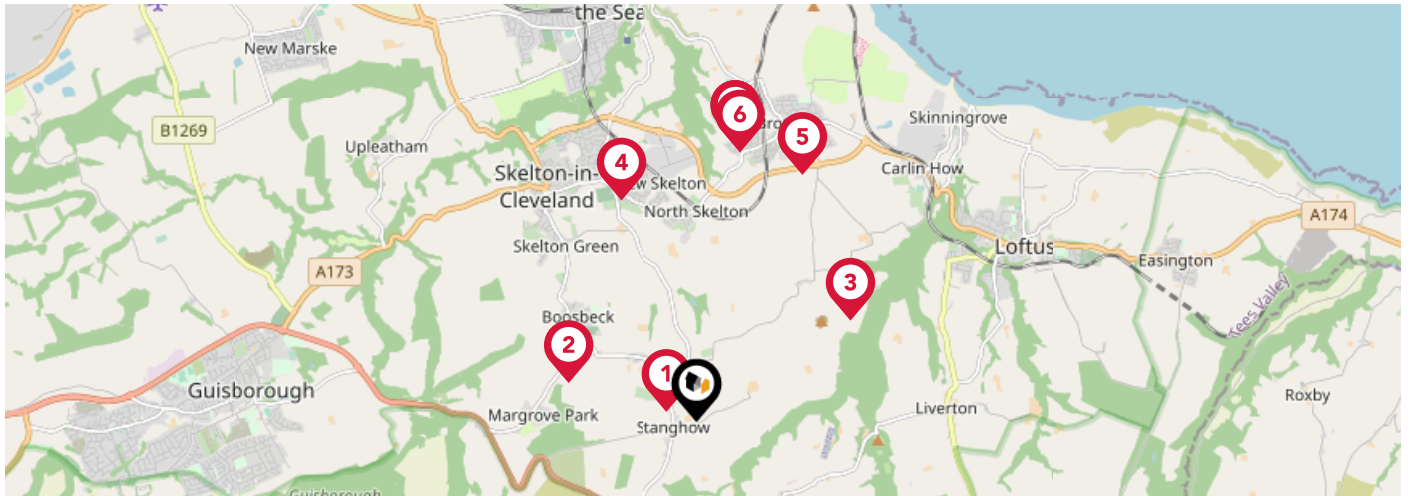 the Sea
New Marske
B1269
Skinningrove
6
Bro
5
Upleatham
4
Carlin How
Skelton-in-
Cleveland
w Skelton
North Skelton
A174
Skelton Green
Loftus
Easington
A173
3
Tees Valley
Boosbeck
2
1
Guisborough
Roxby
Margrove Park
Liverton
Stanghow
Guisborough